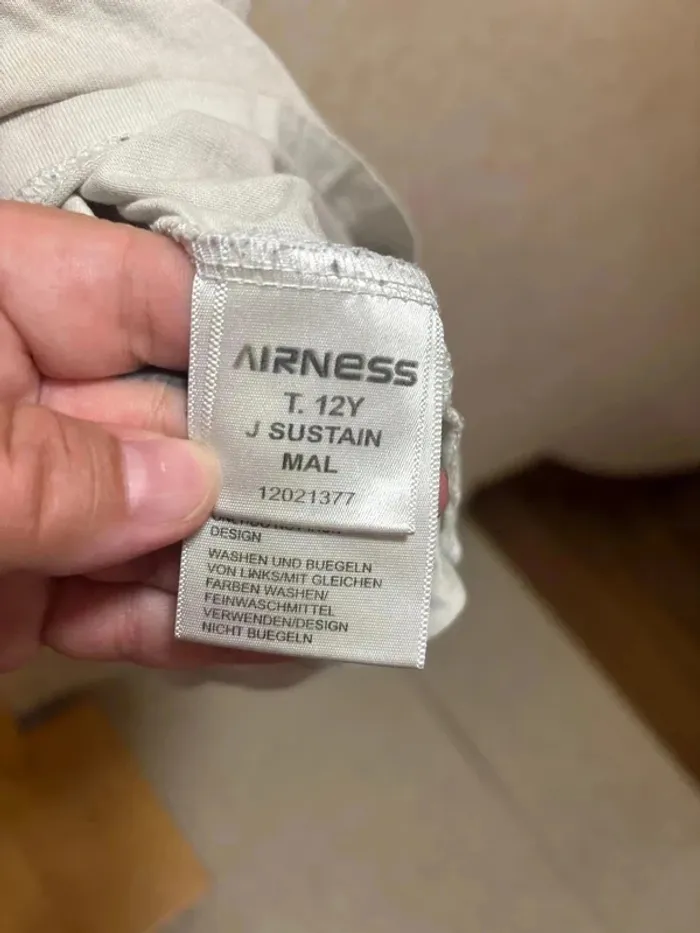 AIRNESS
T. 12Y
J SUSTAIN
MAL
12021377
DESIGN
WASHEN UND BUEGELN
VON LINKS/MIT GLEICHEN
FARBEN WASHEN/
FEINWASCHMITTEL
VERWENDEN/DESIGN
NICHT BUEGELN